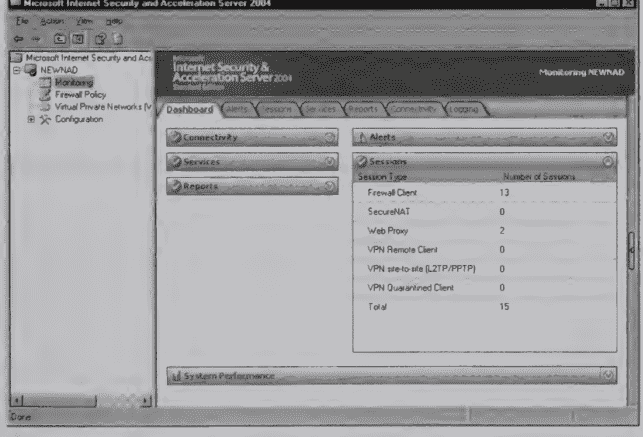 Microsoft Internet Security and Acceleration Server 2004
File Action View Help
Microsoft Internet Security and Acc
NEWNAD
Monitoring
Firewall Policy
Virtual Private Networks (V
Configuration
Microsoft
Internet Security &
Acceleration Server 2004
Monitoring NEWNAD
Dashboard Alerts Sessions Services Reports Connectivity Logging
Connectivity
Services
Reports
Alerts
Sessions
Session Type Number of Sessions
Firewall Client 13
SecureNAT 0
Web Proxy 2
VPN Remote Client 0
VPN site-to-site (L2TP/PPTP) 0
VPN Quarantined Client 0
Total 15
System Performance
Done